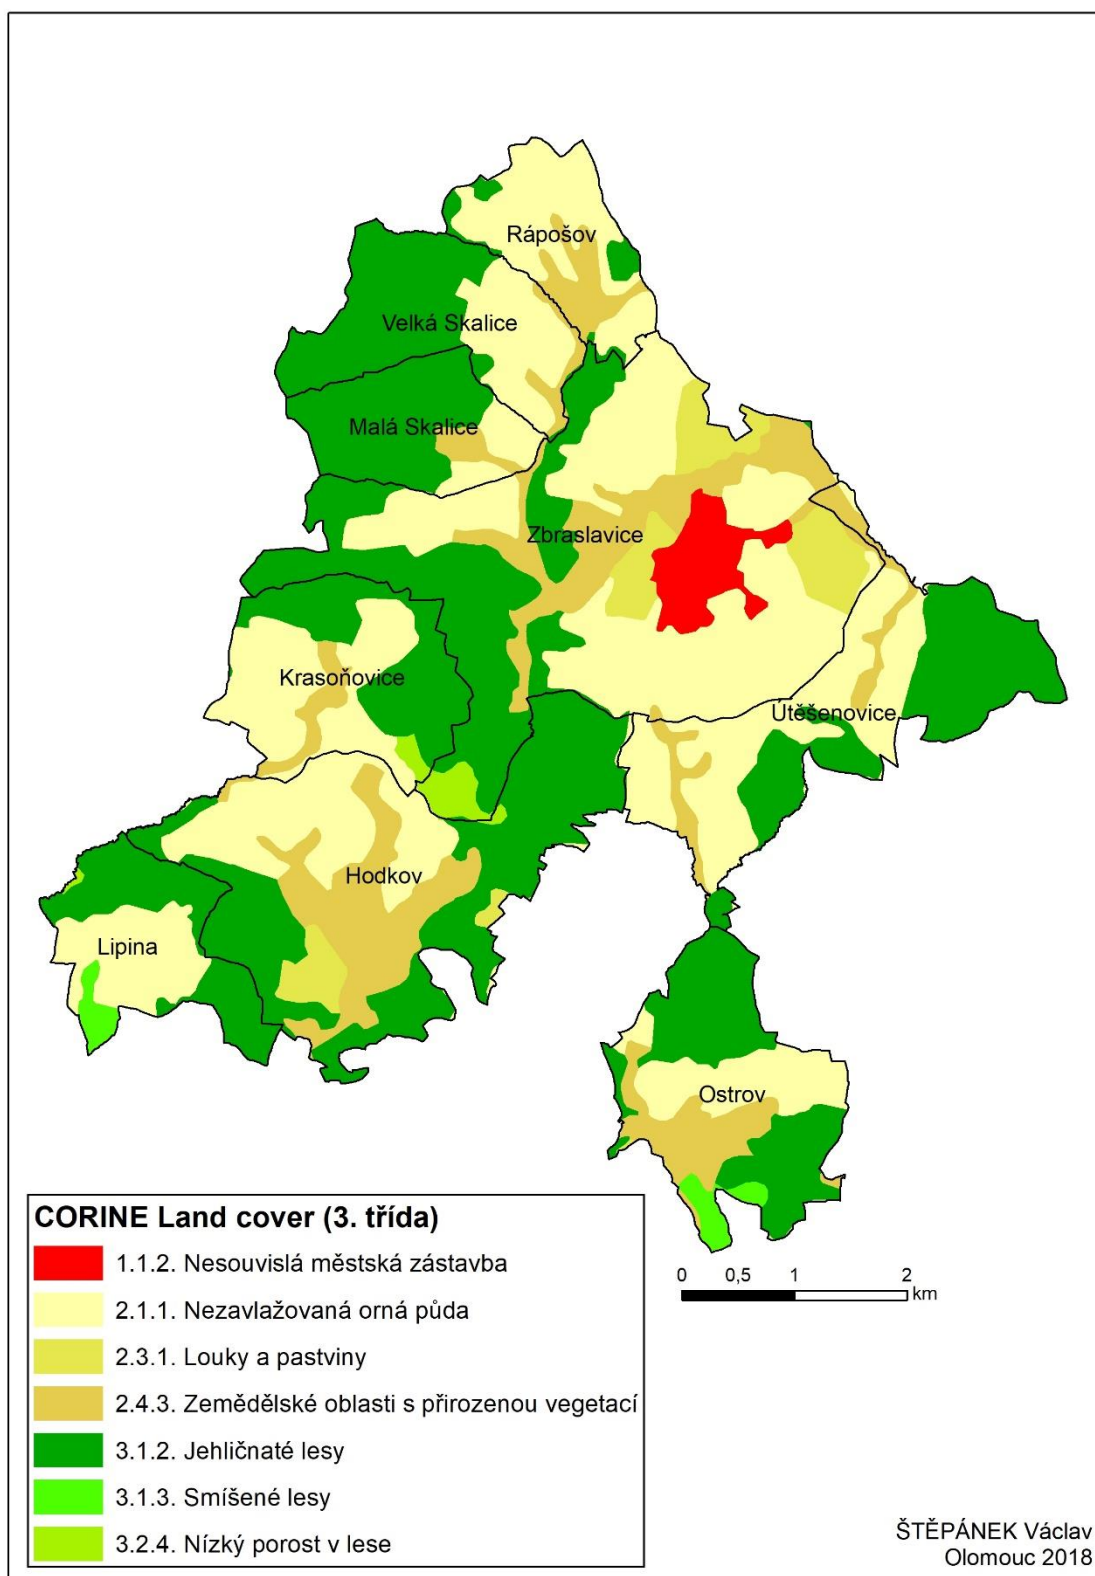 Rápošov
Velká Skalice
Malá Skalice
Zbraslavice
Krasoňovice
Útěšenovice
Hodkov
Lipina
Ostrov
CORINE Land cover (3. třída)
1.1.2. Nesouvislá městská zástavba
2.1.1. Nezavlažovaná orná půda
2.3.1. Louky a pastviny
2.4.3. Zemědělské oblasti s přirozenou vegetací
3.1.2. Jehličnaté lesy
3.1.3. Smíšené lesy
3.2.4. Nízký porost v lese
0 0,5 1 2
km
ŠTĚPÁNEK Václav
Olomouc 2018